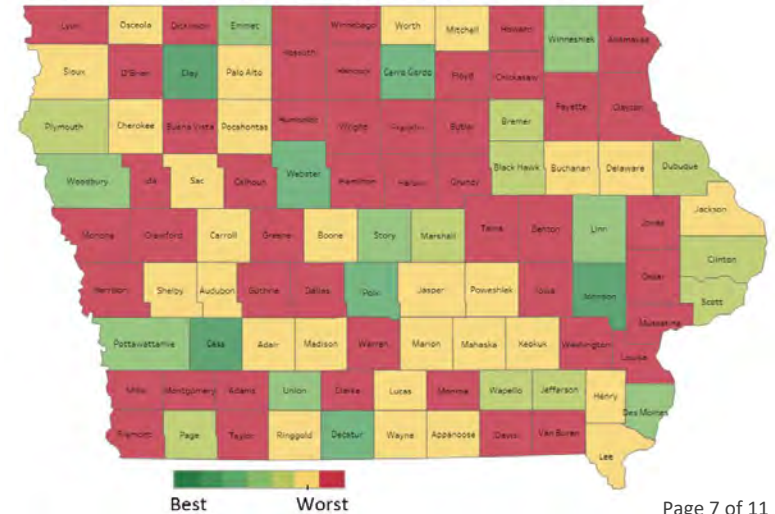 Lyon Osceola Dickinson Emmet Winnebago Worth Mitchell Howard Winneshiek Allamakee
Kossuth
Sioux O'Brien Clay Palo Alto Hancock Cerro Gordo Floyd Chickasaw
Plymouth Cherokee Buena Vista Pocahontas Humboldt Wright Franklin Butler Bremer Fayette Clayton
Woodbury Ida Sac Calhoun Webster Hamilton Hardin Grundy Black Hawk Buchanan Delaware Dubuque
Monona Crawford Carroll Greene Boone Story Marshall Tama Benton Linn Jones Jackson
Clinton
Harrison Shelby Audubon Guthrie Dallas Polk Jasper Poweshiek Iowa Johnson Cedar Scott
Muscatine
Pottawattamie Cass Adair Madison Warren Marion Mahaska Keokuk Washington Louisa
Mills Montgomery Adams Union Clarke Lucas Monroe Wapello Jefferson Henry Des Moines
Fremont Page Taylor Ringgold Decatur Wayne Appanoose Davis Van Buren Lee
Best Worst
Page 7 of 11